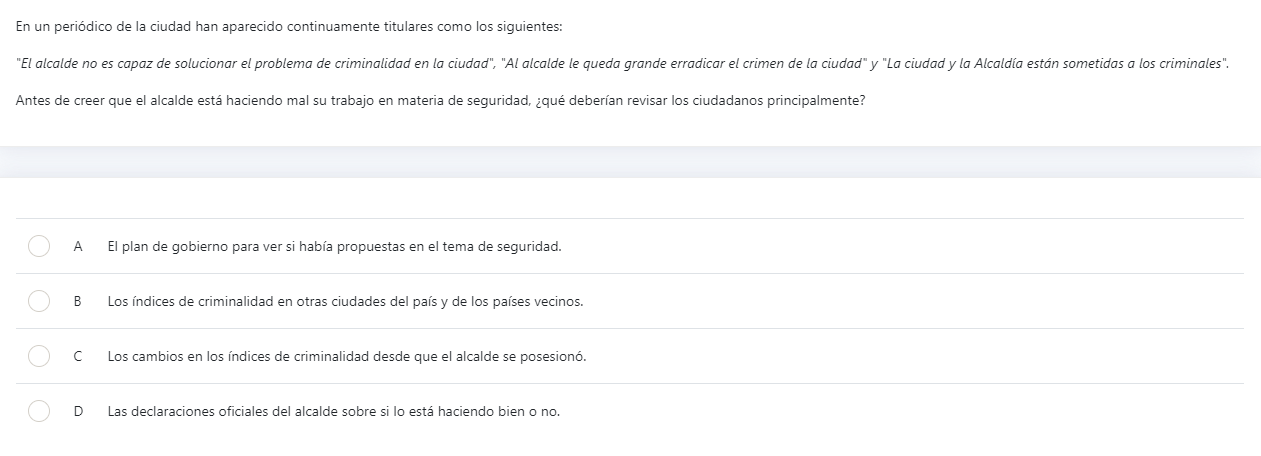 En un periódico de la ciudad han aparecido continuamente titulares como los siguientes:
"El alcalde no es capaz de solucionar el problema de criminalidad en la ciudad", "Al alcalde le queda grande erradicar el crimen de la ciudad" y "La ciudad y la Alcaldía están sometidas a los criminales".
Antes de creer que el alcalde está haciendo mal su trabajo en materia de seguridad, ¿qué deberían revisar los ciudadanos principalmente?
A El plan de gobierno para ver si había propuestas en el tema de seguridad.
B Los índices de criminalidad en otras ciudades del país y de los países vecinos.
C Los cambios en los índices de criminalidad desde que el alcalde se posesionó.
D Las declaraciones oficiales del alcalde sobre si lo está haciendo bien o no.